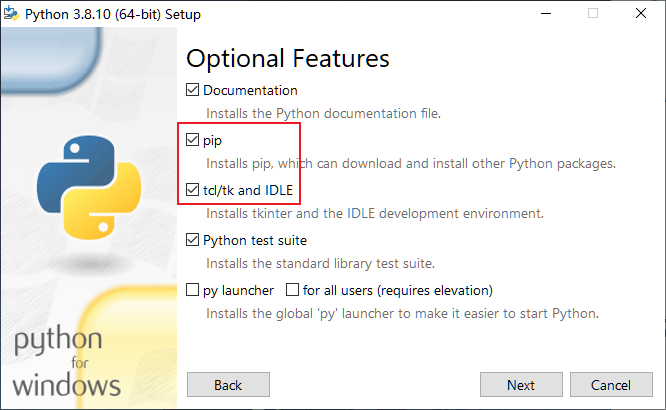 Python 3.8.10 (64-bit) Setup
Optional Features
Documentation
Installs the Python documentation file.
pip
Installs pip, which can download and install other Python packages.
tcl/tk and IDLE
Installs tkinter and the IDLE development environment.
Python test suite
Installs the standard library test suite.
py launcher for all users (requires elevation)
Installs the global 'py' launcher to make it easier to start Python.
python
for
windows
Back Next Cancel